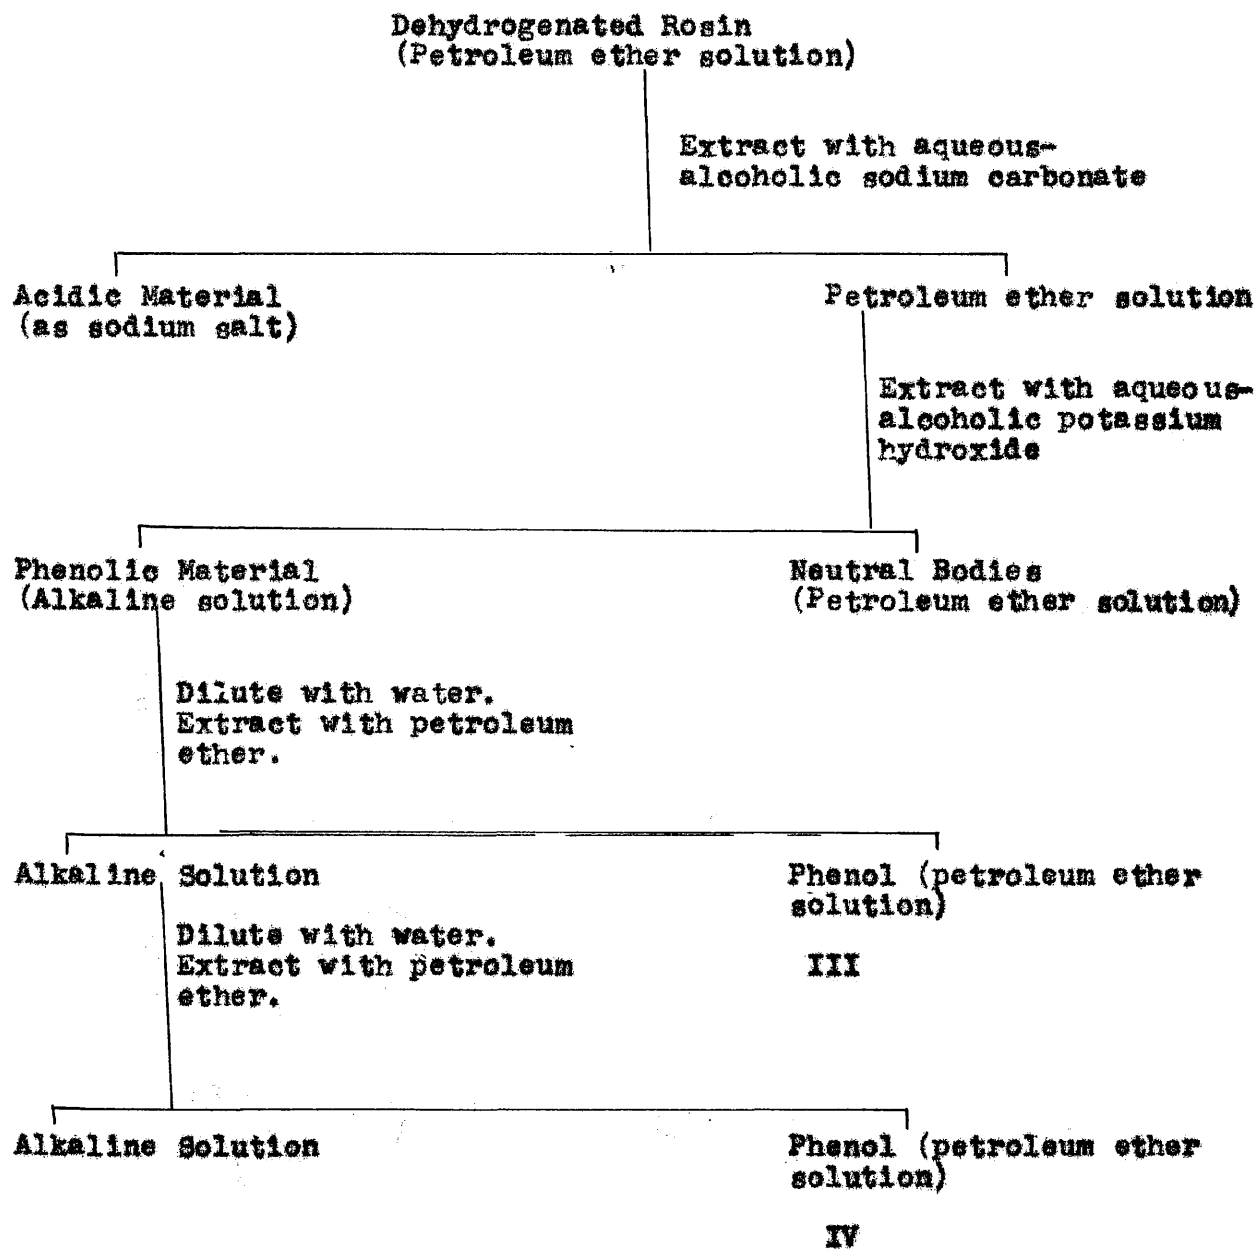 Dehydrogenated Rosin
(Petroleum ether solution)
Extract with aqueous-
alcoholic sodium carbonate
Acidic Material
(as sodium salt)
Petroleum ether solution
Extract with aqueous-
alcoholic potassium
hydroxide
Phenolic Material
(Alkaline solution)
Neutral Bodies
(Petroleum ether solution)
Dilute with water.
Extract with petroleum
ether.
Alkaline Solution
Phenol (petroleum ether
solution)
III
Dilute with water.
Extract with petroleum
ether.
Alkaline Solution
Phenol (petroleum ether
solution)
IV